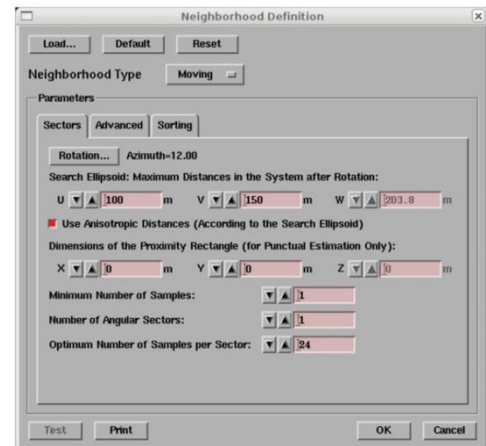 Neighborhood Definition
Load... Default Reset
Neighborhood Type Moving
Parameters
Sectors Advanced Sorting
Rotation... Azimuth=12.00
Search Ellipsoid: Maximum Distances in the System after Rotation:
U 100 m V 150 m W 203.8 m
Use Anisotropic Distances (According to the Search Ellipsoid)
Dimensions of the Proximity Rectangle (for Punctual Estimation Only):
X 0 m Y 0 m Z 0 m
Minimum Number of Samples: 1
Number of Angular Sectors: 1
Optimum Number of Samples per Sector: 24
Test Print OK Cancel